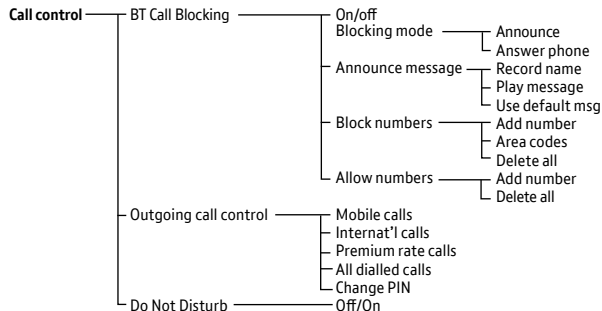 Call control BT Call Blocking On/off
Blocking mode Announce
Answer phone
Announce message Record name
Play message
Use default msg
Block numbers Add number
Area codes
Delete all
Allow numbers Add number
Delete all
Outgoing call control Mobile calls
Internat'l calls
Premium rate calls
All dialled calls
Change PIN
Do Not Disturb Off/On